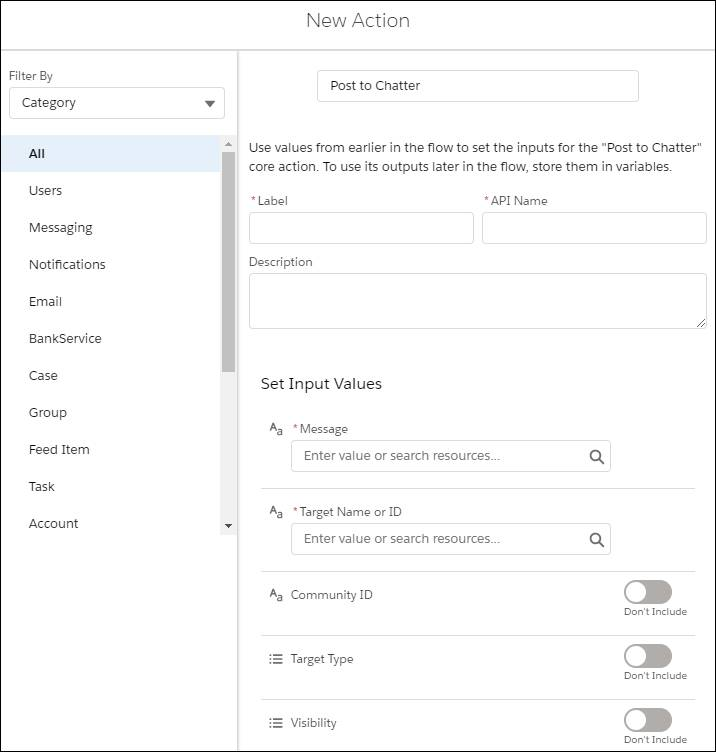 New Action
Filter By
Category
All
Users
Messaging
Notifications
Email
BankService
Case
Group
Feed Item
Task
Account
Post to Chatter
Use values from earlier in the flow to set the inputs for the "Post to Chatter"
core action. To use its outputs later in the flow, store them in variables.
* Label
* API Name
Description
Set Input Values
Aa * Message
Enter value or search resources...
Aa * Target Name or ID
Enter value or search resources...
Aa Community ID
Don't Include
Target Type
Don't Include
Visibility
Don't Include